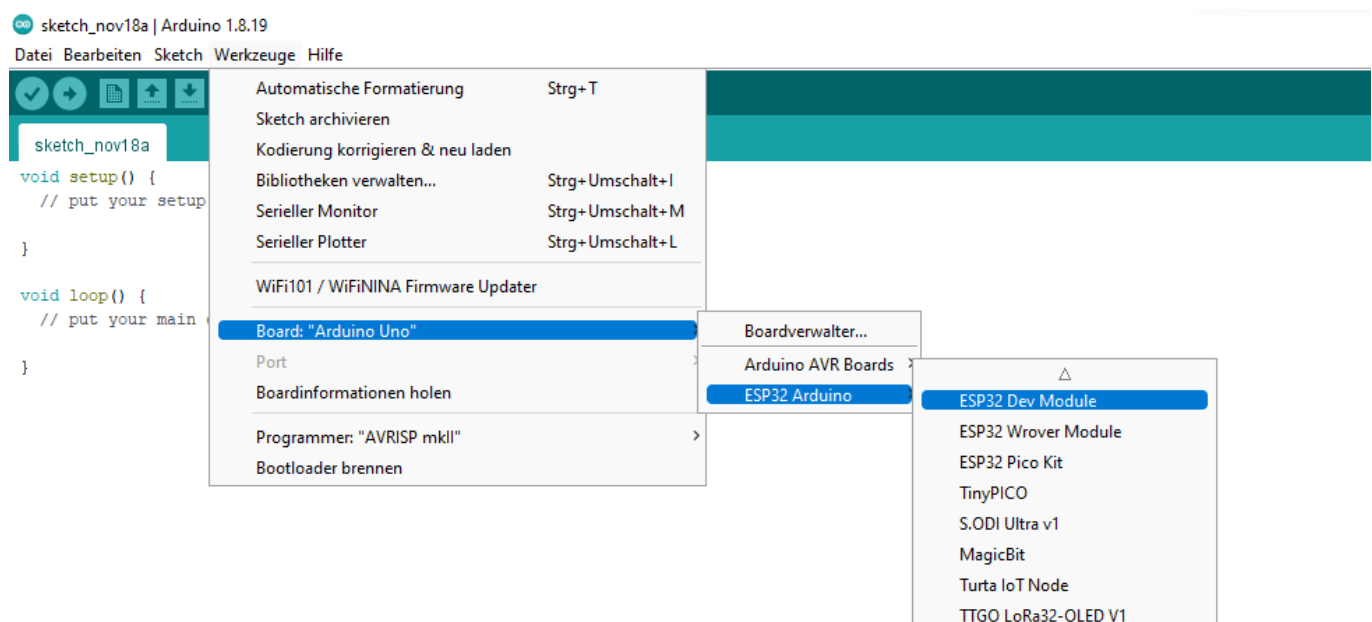 sketch_nov18a | Arduino 1.8.19
Datei Bearbeiten Sketch Werkzeuge Hilfe
sketch_nov18a
void setup() {
// put your setup
}
void loop() {
// put your main
}
Automatische Formatierung Strg+T
Sketch archivieren
Kodierung korrigieren & neu laden
Bibliotheken verwalten... Strg+Umschalt+I
Serieller Monitor Strg+Umschalt+M
Serieller Plotter Strg+Umschalt+L
WiFi101 / WiFiNINA Firmware Updater
Board: "Arduino Uno"
Port
Boardinformationen holen
Programmer: "AVRISP mkII"
Bootloader brennen
Boardverwalter...
Arduino AVR Boards
ESP32 Arduino
ESP32 Dev Module
ESP32 Wrover Module
ESP32 Pico Kit
TinyPICO
S.ODI Ultra v1
MagicBit
Turta IoT Node
TTGO LoRa32-OLED V1